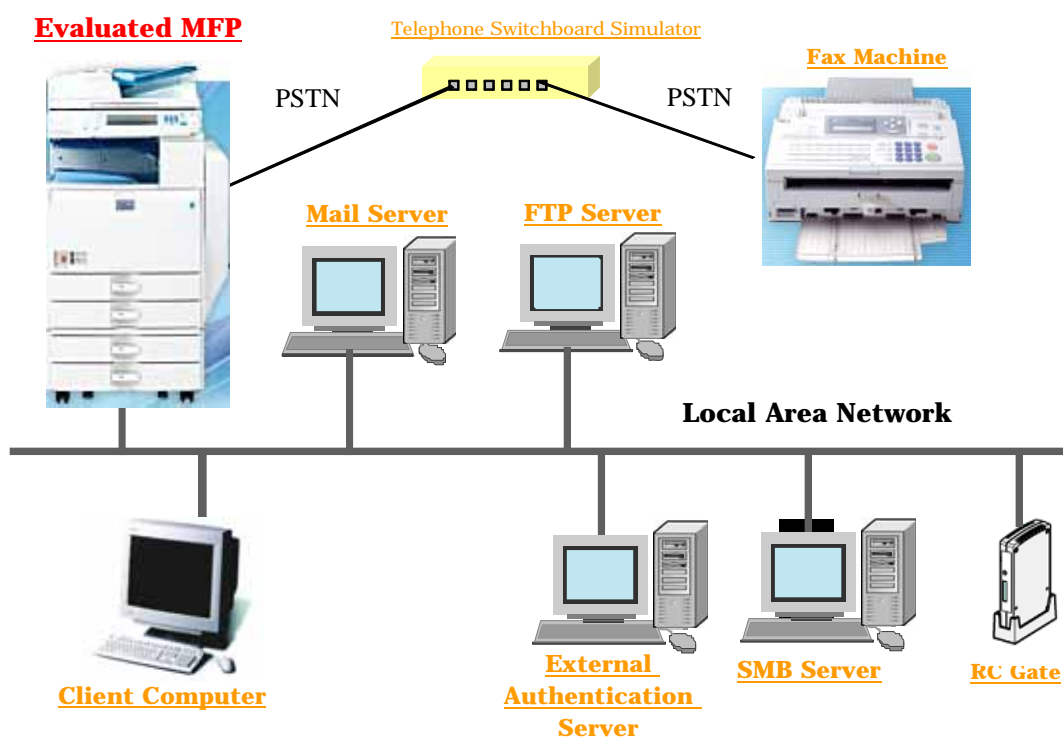 Evaluated MFP
Telephone Switchboard Simulator
Fax Machine
PSTN
PSTN
Mail Server
FTP Server
Local Area Network
Client Computer
External
Authentication
Server
SMB Server
RC Gate